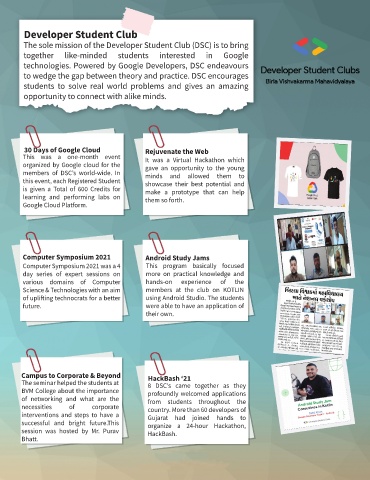 Developer Student Club
The sole mission of the Developer Student Club (DSC) is to bring
together like-minded students interested in Google
technologies. Powered by Google Developers, DSC endeavours
to wedge the gap between theory and practice. DSC encourages
students to solve real world problems and gives an amazing
opportunity to connect with alike minds.
Developer Student Clubs
Birla Vishvakarma Mahavidyalaya
30 Days of Google Cloud
This was a one-month event
organized by Google cloud for the
members of DSC's world-wide. In
this event, each Registered Student
is given a Total of 600 Credits for
learning and performing labs on
Google Cloud Platform.
Rejuvenate the Web
It was a Virtual Hackathon which
gave an opportunity to the young
minds and allowed them to
showcase their best potential and
make a prototype that can help
them so forth.
Computer Symposium 2021
Computer Symposium 2021 was a 4
day series of expert sessions on
various domains of Computer
Science & Technologies with an aim
of uplifting technocrats for a better
future.
Android Study Jams
This program basically focused
more on practical knowledge and
hands-on experience of the
members at the club on KOTLIN
using Android Studio. The students
were able to have an application of
their own.
Campus to Corporate & Beyond
The seminar helped the students at
BVM College about the importance
of networking and what are the
necessities of corporate
interventions and steps to have a
successful and bright future.This
session was hosted by Mr. Purav
Bhatt.
HackBash '21
8 DSC's came together as they
profoundly welcomed applications
from students throughout the
country. More than 60 developers of
Gujarat had joined hands to
organize a 24-hour Hackathon,
HackBash.
Android Study Jam